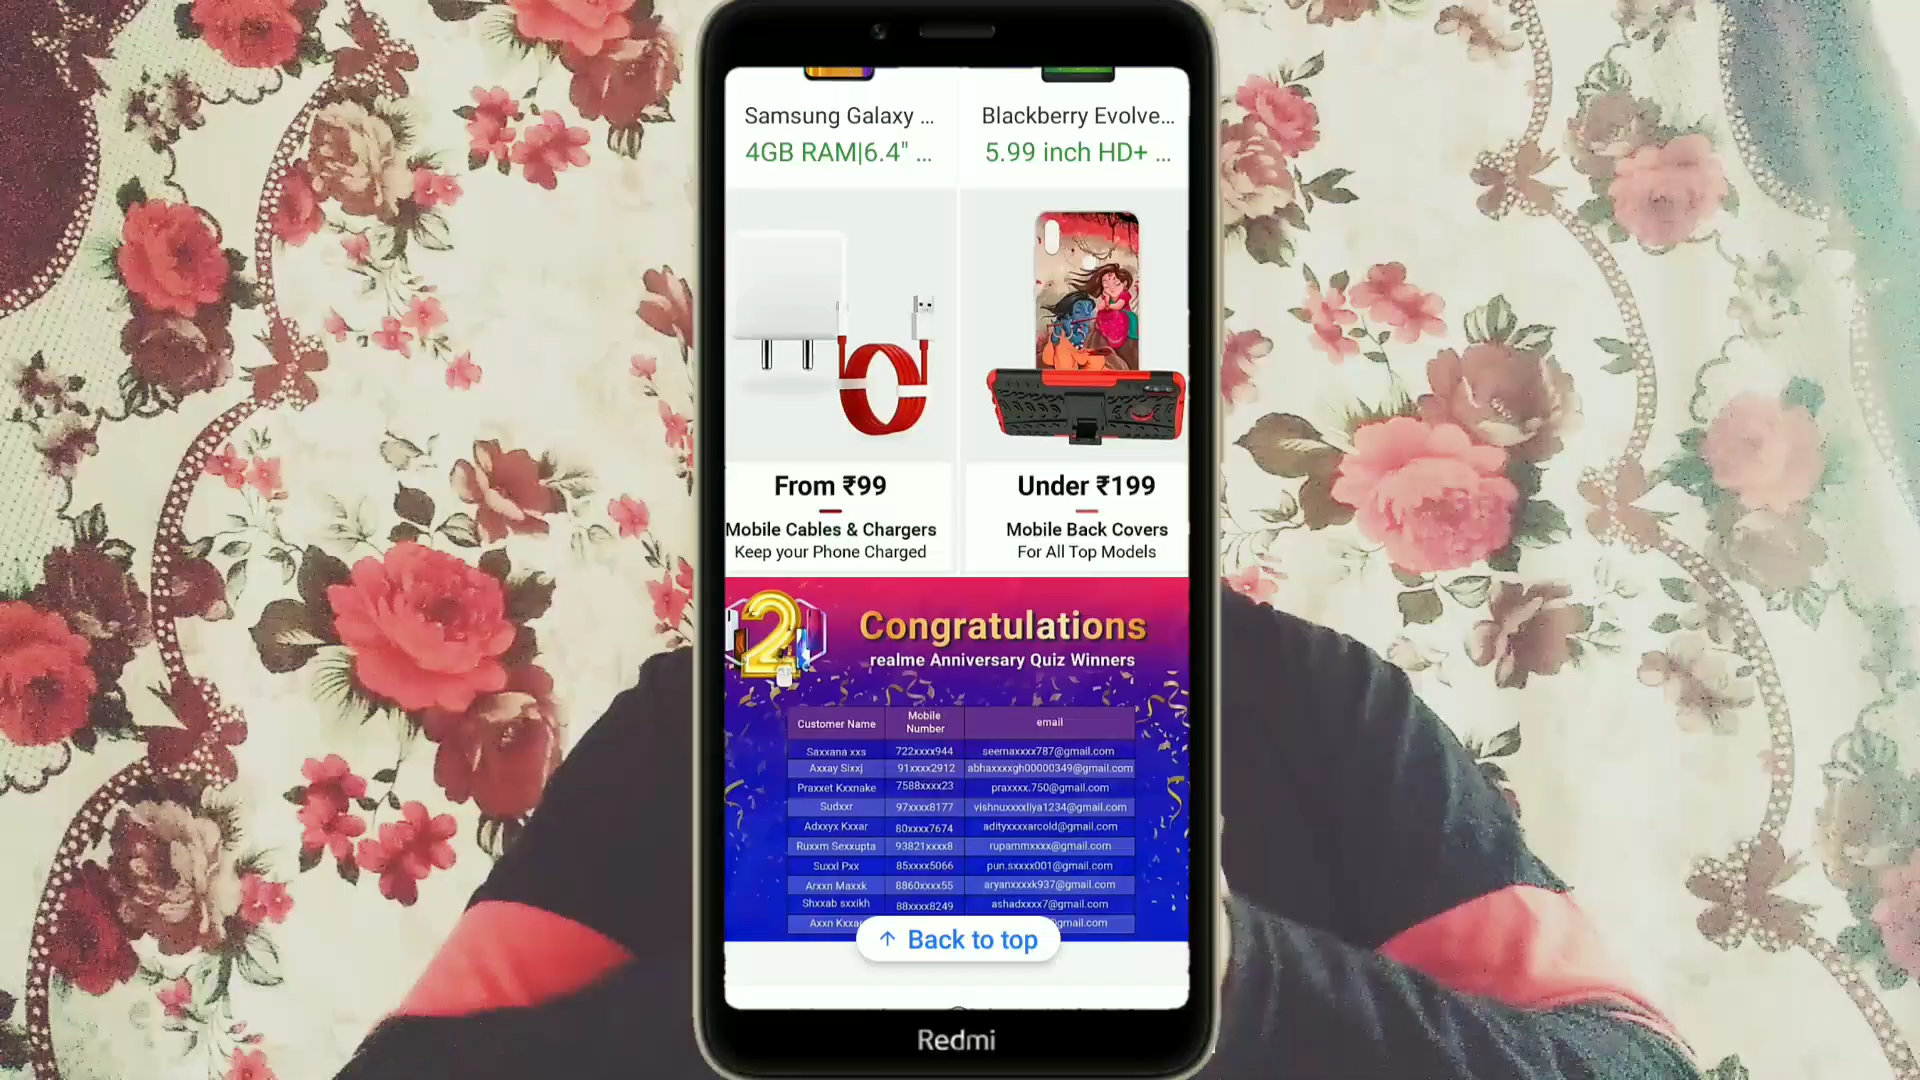 Samsung Galaxy ...
Blackberry Evolve...
4GB RAM|6.4" ...
5.99 inch HD+ ...
From ₹99
Under ₹199
Mobile Cables & Chargers
Mobile Back Covers
Keep your Phone Charged
For All Top Models
2
Congratulations
realme Anniversary Quiz Winners
Customer Name
Mobile
Number
email
Saxxana xxs 722xxxx944 seemaxxxx787@gmail.com
Axxay Sixxj 91xxxx2912 abhaxxxxgh00000349@gmail.com
Praxxet Kxxnake 7588xxxx23 praxxxx.750@gmail.com
Sudxxr 97xxxx8177 vishnuxxxxliya1234@gmail.com
Adxxyx Kxxar 80xxxx7674 adityxxxxarcold@gmail.com
Ruxxm Sexxupta 93821xxxx8 rupammxxxx@gmail.com
Suxxl Pxx 85xxxx5066 pun.sxxxx001@gmail.com
Arxxn Maxxk 8860xxxx55 aryanxxxxk937@gmail.com
Shxxab sxxikh 88xxxx8249 ashadxxxx7@gmail.com
Axxn @gmail.com
↑ Back to top
Redmi